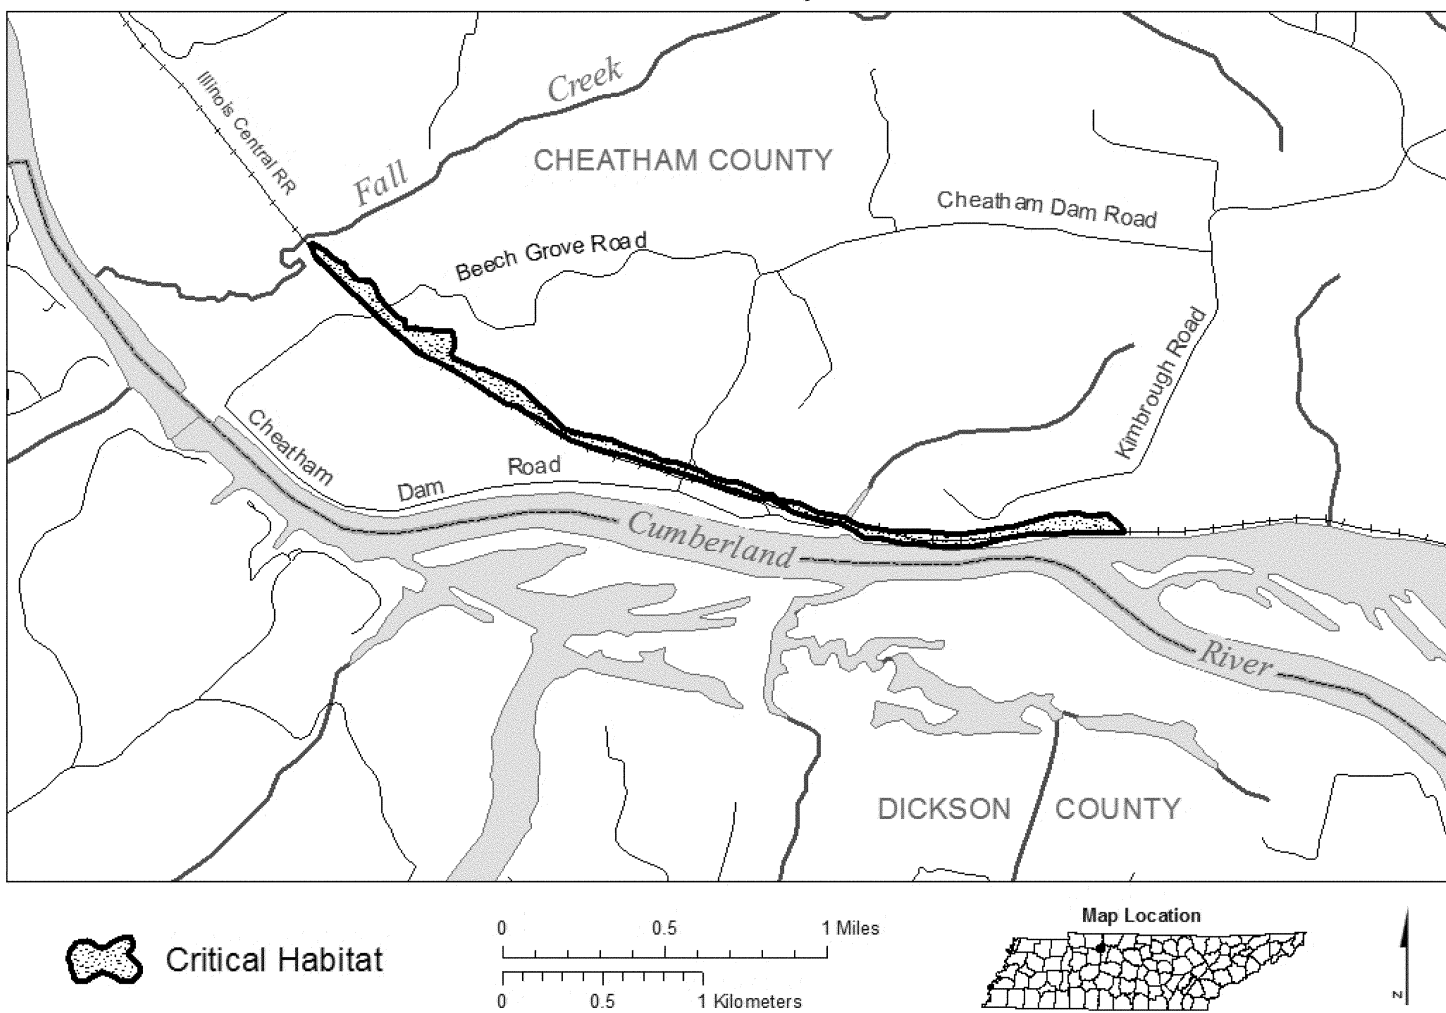 Creek
Illinois Central RR
Fall
CHEATHAM COUNTY
Cheatham Dam Road
Beech Grove Road
Kimbrough Road
Cheatham
Dam
Road
Cumberland
River
DICKSON COUNTY
Critical Habitat
0 0.5 1 Miles
0 0.5 1 Kilometers
Map Location
N